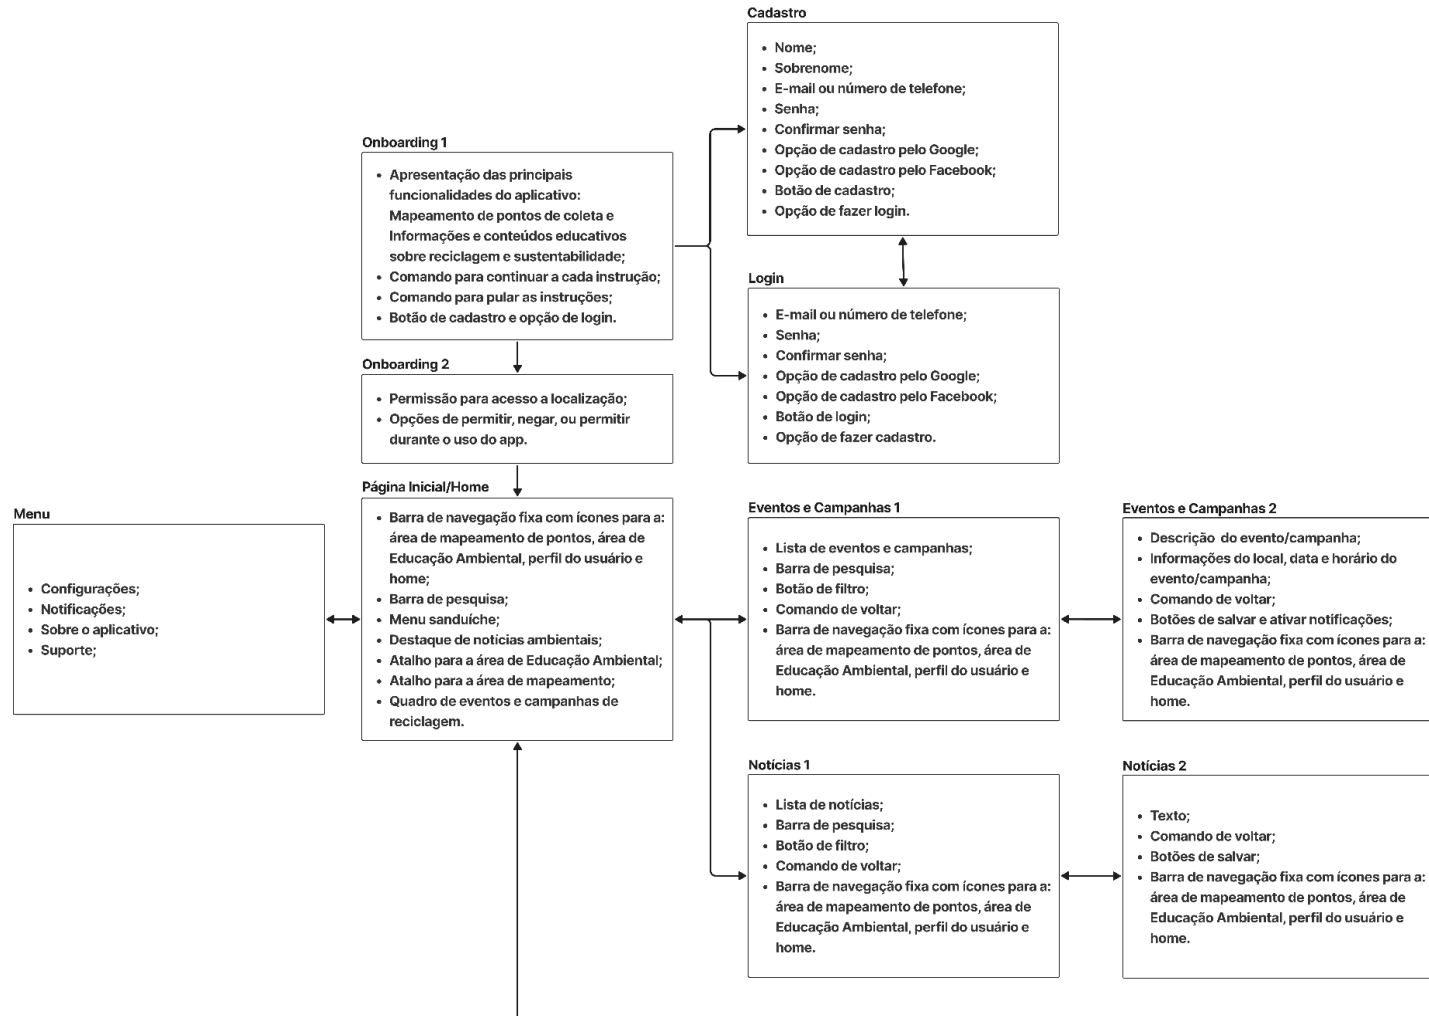 Cadastro
• Nome;
• Sobrenome;
• E-mail ou número de telefone;
• Senha;
• Confirmar senha;
• Opção de cadastro pelo Google;
• Opção de cadastro pelo Facebook;
• Botão de cadastro;
• Opção de fazer login.
Onboarding 1
• Apresentação das principais
funcionalidades do aplicativo:
Mapeamento de pontos de coleta e
Informações e conteúdos educativos
sobre reciclagem e sustentabilidade;
• Comando para continuar a cada instrução;
• Comando para pular as instruções;
• Botão de cadastro e opção de login.
Login
• E-mail ou número de telefone;
• Senha;
• Confirmar senha;
• Opção de cadastro pelo Google;
• Opção de cadastro pelo Facebook;
• Botão de login;
• Opção de fazer cadastro.
Onboarding 2
• Permissão para acesso a localização;
• Opções de permitir, negar, ou permitir
durante o uso do app.
Menu
• Configurações;
• Notificações;
• Sobre o aplicativo;
• Suporte;
Página Inicial/Home
• Barra de navegação fixa com ícones para a:
área de mapeamento de pontos, área de
Educação Ambiental, perfil do usuário e
home;
• Barra de pesquisa;
• Menu sanduíche;
• Destaque de notícias ambientais;
• Atalho para a área de Educação Ambiental;
• Atalho para a área de mapeamento;
• Quadro de eventos e campanhas de
reciclagem.
Eventos e Campanhas 1
• Lista de eventos e campanhas;
• Barra de pesquisa;
• Botão de filtro;
• Comando de voltar;
• Barra de navegação fixa com ícones para a:
área de mapeamento de pontos, área de
Educação Ambiental, perfil do usuário e
home.
Eventos e Campanhas 2
• Descrição do evento/campanha;
• Informações do local, data e horário do
evento/campanha;
• Comando de voltar;
• Botões de salvar e ativar notificações;
• Barra de navegação fixa com ícones para a:
área de mapeamento de pontos, área de
Educação Ambiental, perfil do usuário e
home.
Notícias 1
• Lista de notícias;
• Barra de pesquisa;
• Botão de filtro;
• Comando de voltar;
• Barra de navegação fixa com ícones para a:
área de mapeamento de pontos, área de
Educação Ambiental, perfil do usuário e
home.
Notícias 2
• Texto;
• Comando de voltar;
• Botões de salvar;
• Barra de navegação fixa com ícones para a:
área de mapeamento de pontos, área de
Educação Ambiental, perfil do usuário e
home.